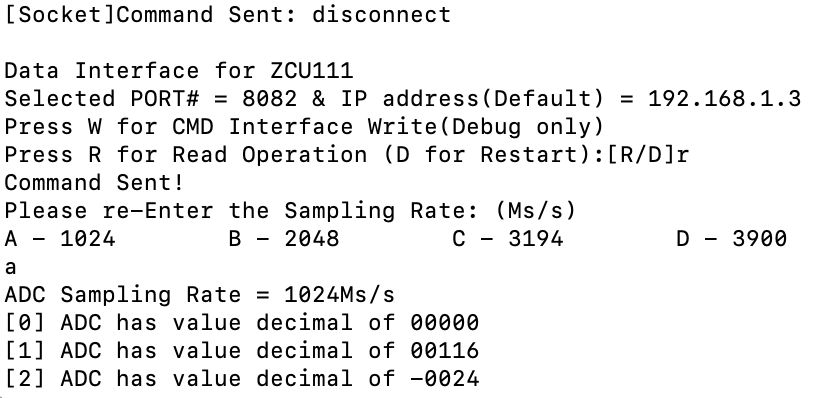 [Socket]Command Sent: disconnect

Data Interface for ZCU111
Selected PORT# = 8082 & IP address(Default) = 192.168.1.3
Press W for CMD Interface Write(Debug only)
Press R for Read Operation (D for Restart):[R/D]r
Command Sent!
Please re-Enter the Sampling Rate: (Ms/s)
A - 1024        B - 2048        C - 3194        D - 3900
a
ADC Sampling Rate = 1024Ms/s
[0] ADC has value decimal of 00000
[1] ADC has value decimal of 00116
[2] ADC has value decimal of -0024